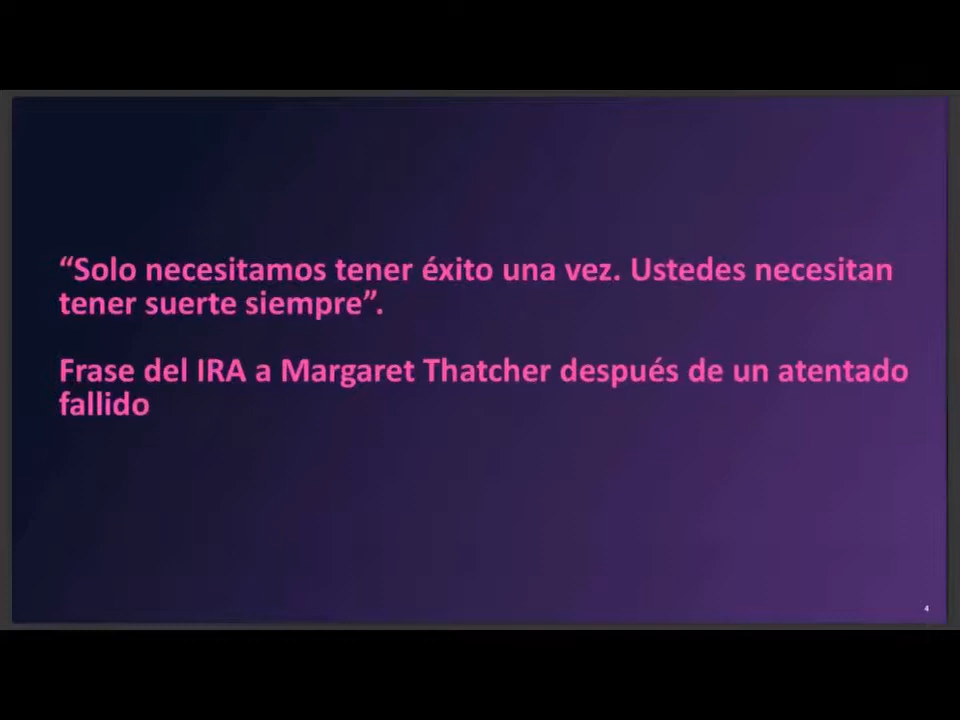 “Solo necesitamos tener éxito una vez. Ustedes necesitan
tener suerte siempre”.
Frase del IRA a Margaret Thatcher después de un atentado
fallido
4